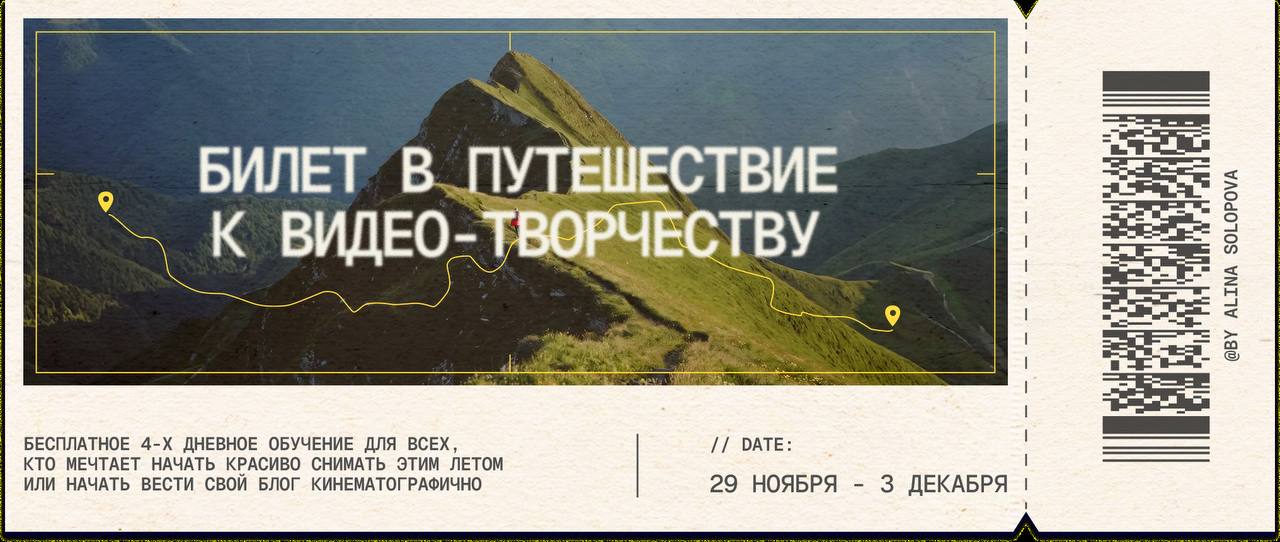 БИЛЕТ В ПУТЕШЕСТВИЕ
К ВИДЕО-ТВОРЧЕСТВУ
БЕСПЛАТНОЕ 4-Х ДНЕВНОЕ ОБУЧЕНИЕ ДЛЯ ВСЕХ,
КТО МЕЧТАЕТ НАЧАТЬ КРАСИВО СНИМАТЬ ЭТИМ ЛЕТОМ
ИЛИ НАЧАТЬ ВЕСТИ СВОЙ БЛОГ КИНЕМАТОГРАФИЧНО
// DATE:
29 НОЯБРЯ - 3 ДЕКАБРЯ
@BY ALINA SOLOPOVA